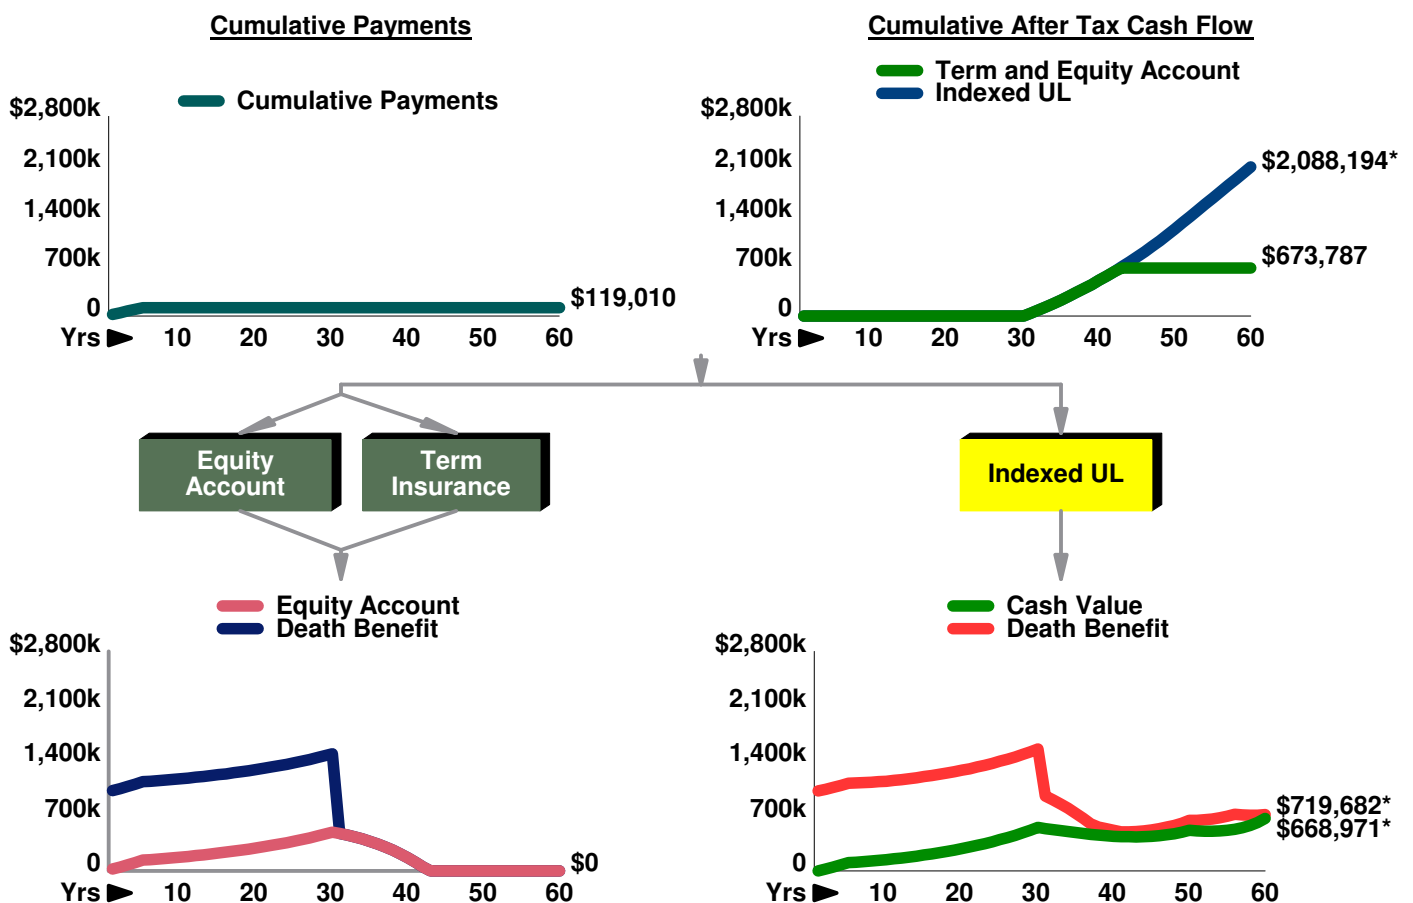 Cumulative Payments
Cumulative Payments
$2,800k
2,100k
1,400k
700k
0
$119,010
Yrs 10 20 30 40 50 60
Cumulative After Tax Cash Flow
Term and Equity Account
Indexed UL
$2,800k
2,100k
1,400k
700k
0
$2,088,194*
$673,787
Yrs 10 20 30 40 50 60
Equity
Account
Term
Insurance
Indexed UL
Equity Account
Death Benefit
$2,800k
2,100k
1,400k
700k
0
$0
Yrs 10 20 30 40 50 60
Cash Value
Death Benefit
$2,800k
2,100k
1,400k
700k
0
$719,682*
$668,971*
Yrs 10 20 30 40 50 60